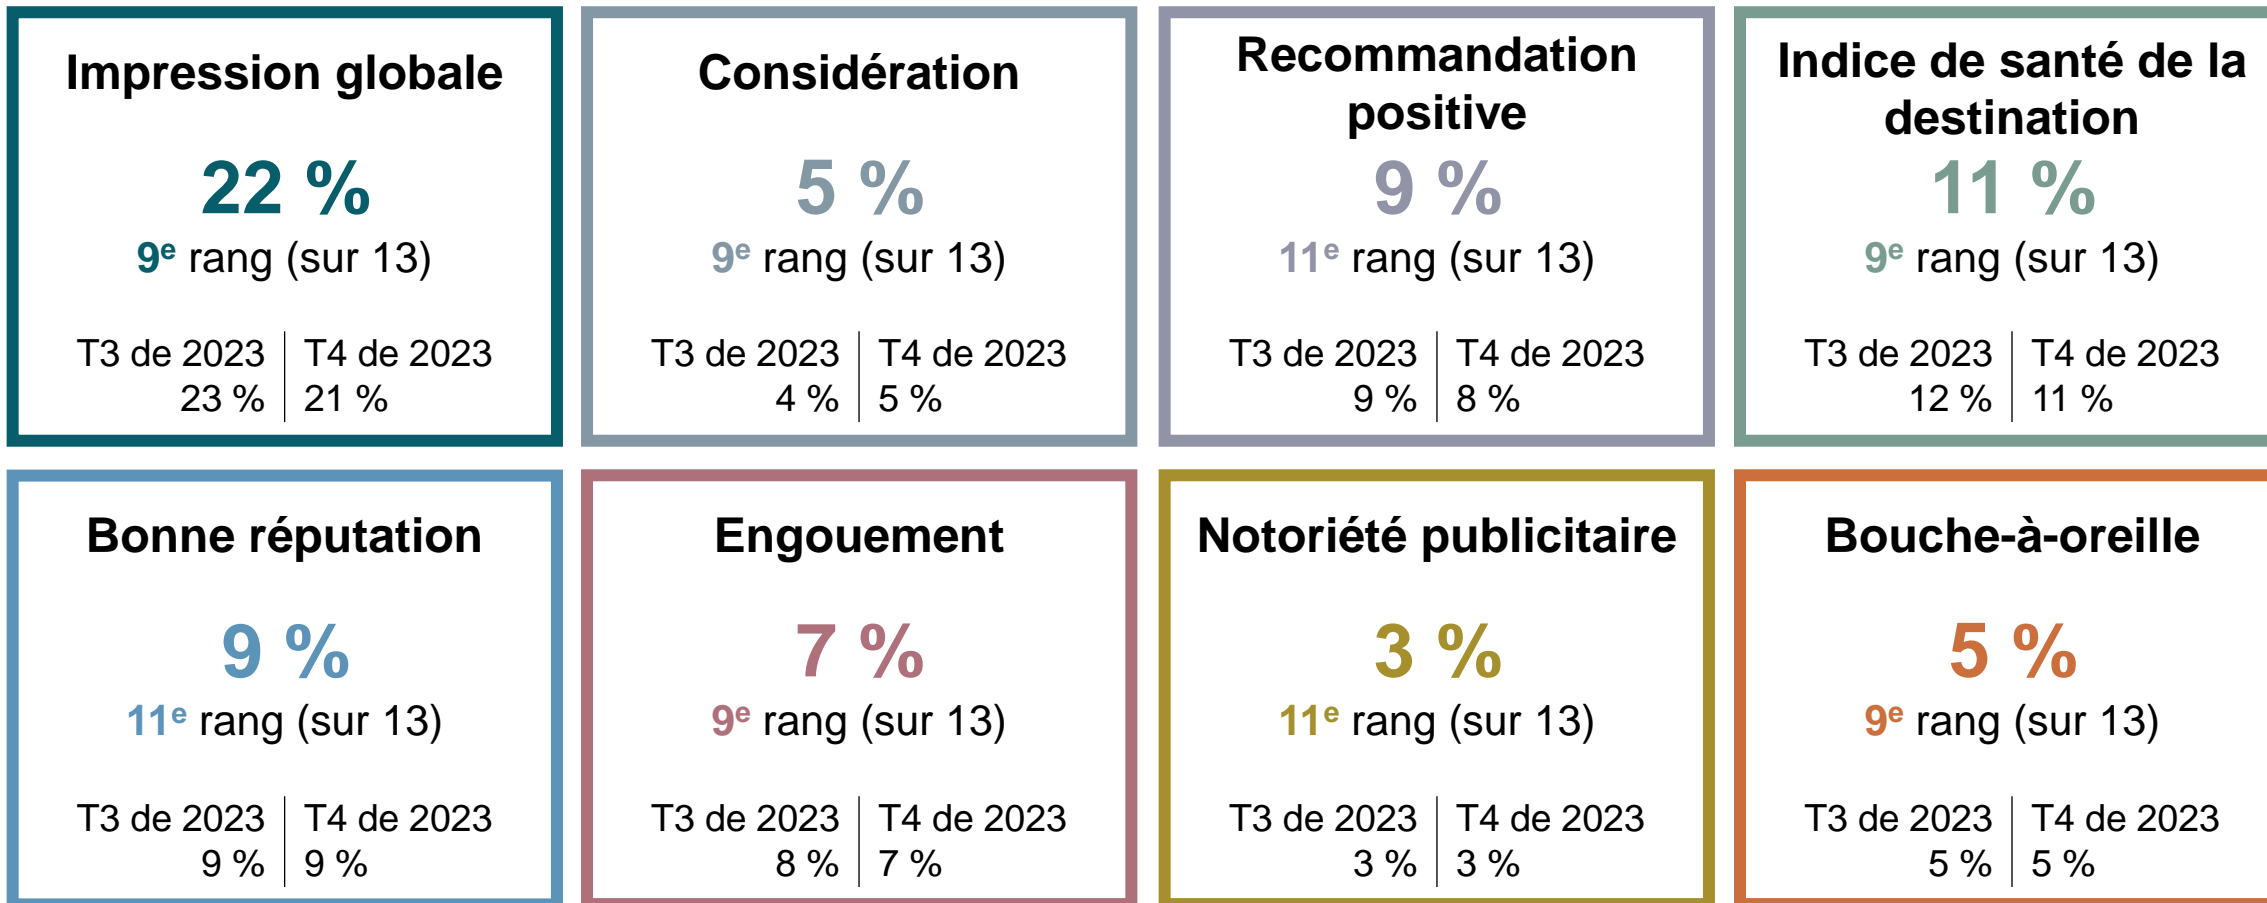 Impression globale
22 %
9e rang (sur 13)
T3 de 2023 T4 de 2023
23 % 21 %
Considération
5 %
9e rang (sur 13)
T3 de 2023 T4 de 2023
4 % 5 %
Recommandation
positive
9 %
11e rang (sur 13)
T3 de 2023 T4 de 2023
9 % 8 %
Indice de santé de la
destination
11 %
9e rang (sur 13)
T3 de 2023 T4 de 2023
12 % 11 %
Bonne réputation
9 %
11e rang (sur 13)
T3 de 2023 T4 de 2023
9 % 9 %
Engouement
7 %
9e rang (sur 13)
T3 de 2023 T4 de 2023
8 % 7 %
Notoriété publicitaire
3 %
11e rang (sur 13)
T3 de 2023 T4 de 2023
3 % 3 %
Bouche-à-oreille
5 %
9e rang (sur 13)
T3 de 2023 T4 de 2023
5 % 5 %